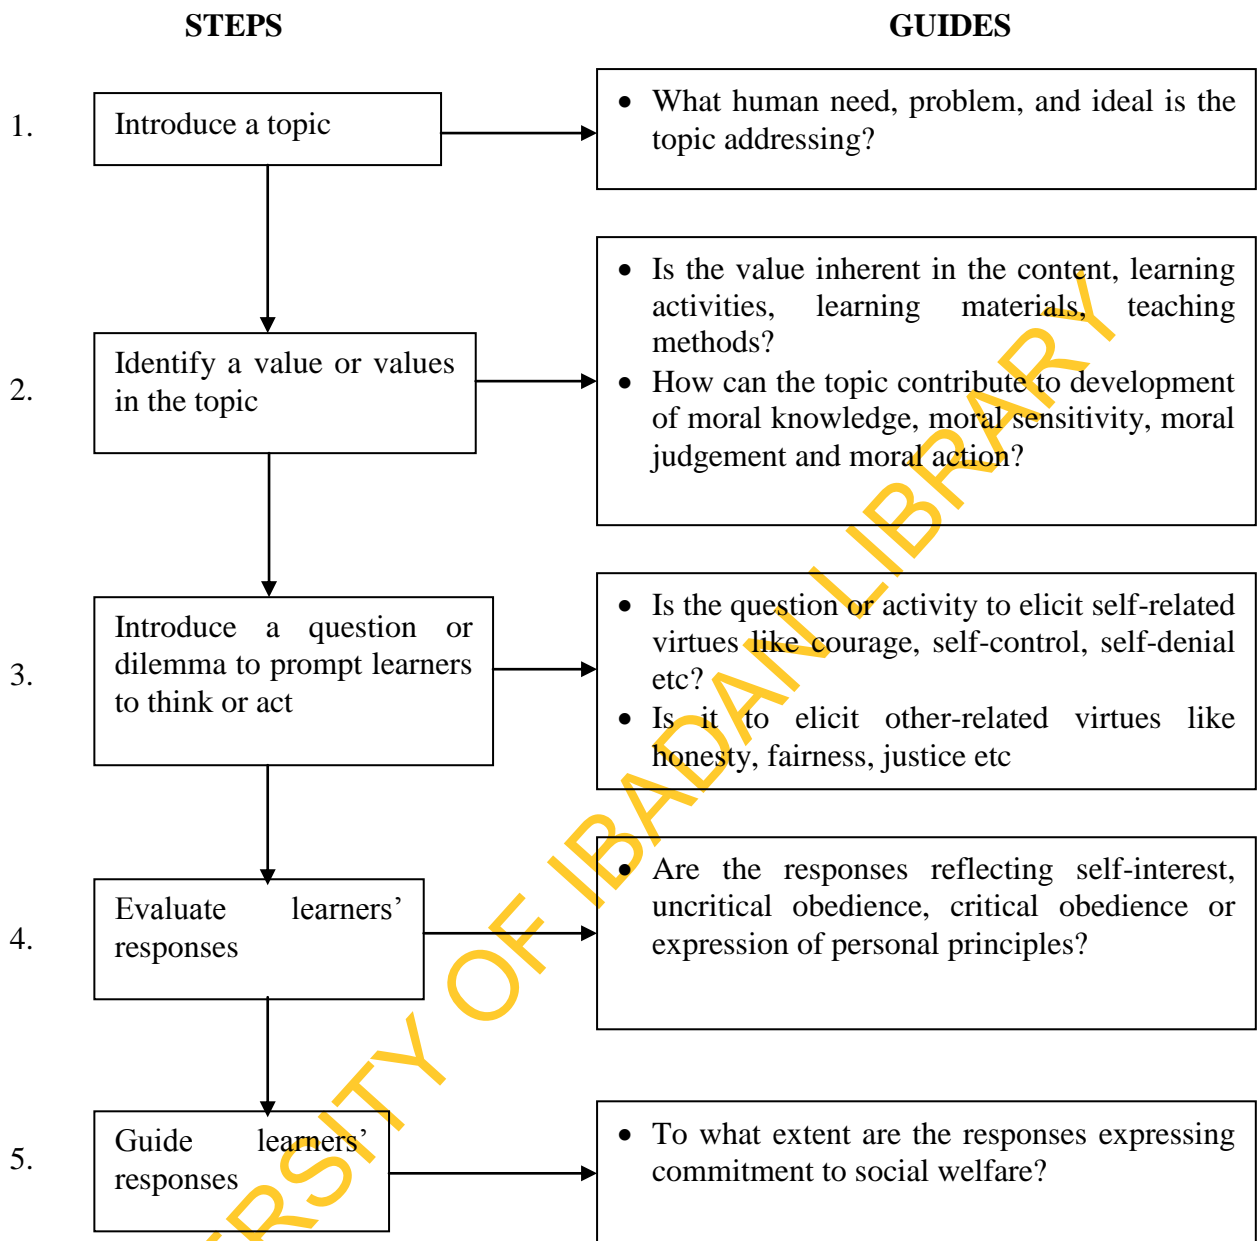 STEPS GUIDES
1.
Introduce a topic
• What human need, problem, and ideal is the
topic addressing?
2.
Identify a value or values
in the topic
• Is the value inherent in the content, learning
activities, learning materials, teaching
methods?
• How can the topic contribute to development
of moral knowledge, moral sensitivity, moral
judgement and moral action?
3.
Introduce a question or
dilemma to prompt learners
to think or act
• Is the question or activity to elicit self-related
virtues like courage, self-control, self-denial
etc?
• Is it to elicit other-related virtues like
honesty, fairness, justice etc
4.
Evaluate learners’
responses
• Are the responses reflecting self-interest,
uncritical obedience, critical obedience or
expression of personal principles?
5.
Guide learners’
responses
• To what extent are the responses expressing
commitment to social welfare?
ERSITY OF IBADAN LIBRARY